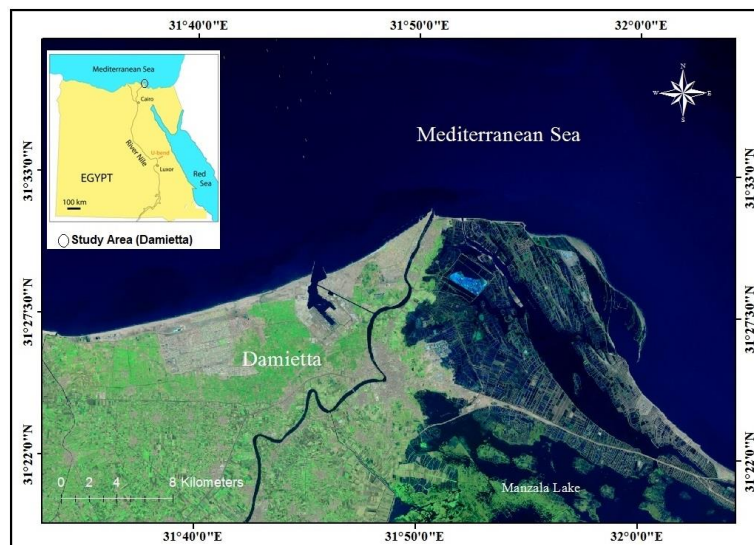 31°40'0"E
31°50'0"E
32°0'0"E
Mediterranean Sea
Cairo
River Nile
El Barud
Luxor
EGYPT
Red
Sea
100 km
Study Area (Damietta)
N
W
E
S
Mediterranean Sea
31°33'0"N
31°33'0"N
31°27'30"N
31°27'30"N
Damietta
31°22'0"N
31°22'0"N
0 2 4 8 Kilometers
Manzala Lake
31°40'0"E
31°50'0"E
32°0'0"E